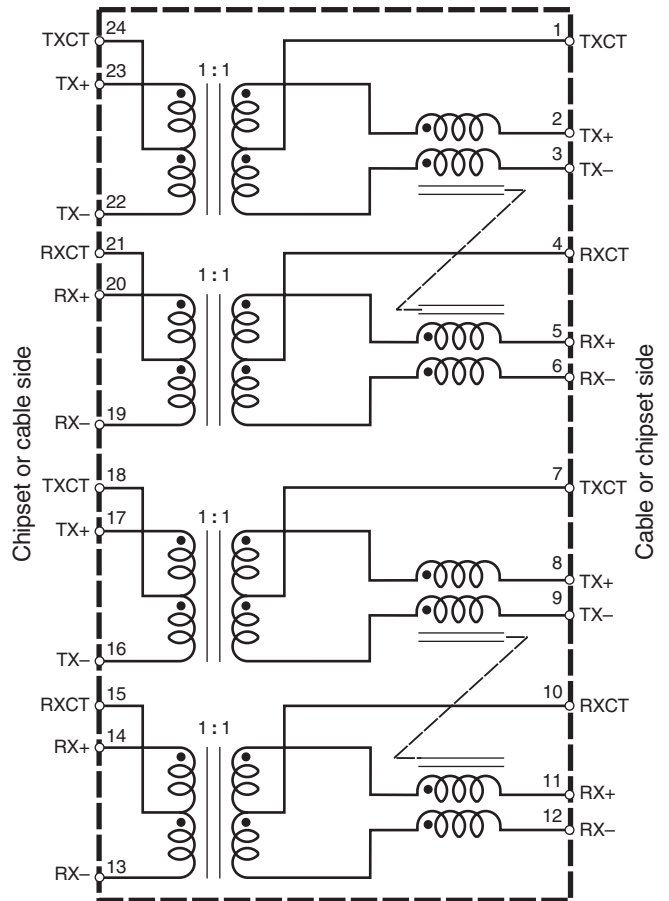 TXCT 24 1 TXCT
TX+ 23 1:1
2 TX+
3 TX–
TX– 22
RXCT 21 4 RXCT
RX+ 20 1:1
5 RX+
6 RX–
RX– 19
TXCT 18 7 TXCT
TX+ 17 1:1
8 TX+
9 TX–
TX– 16
RXCT 15 10 RXCT
RX+ 14 1:1
11 RX+
12 RX–
RX– 13
Chipset or cable side
Cable or chipset side